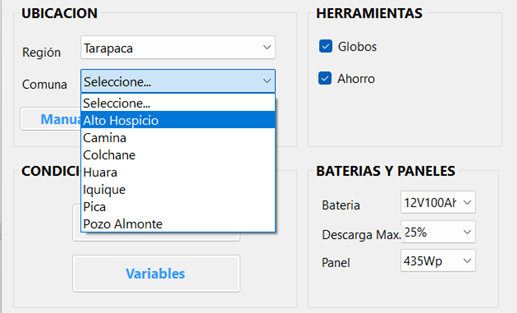 UBICACION
Región
Tarapaca
Comuna
Seleccione...
Seleccione...
Alto Hospicio
Camina
Colchane
Huara
Iquique
Pica
Pozo Almonte
Manua
CONDICI
Variables
HERRAMIENTAS
Globos
Ahorro
BATERIAS Y PANELES
Bateria
12V100Ah
Descarga Max.
25%
Panel
435Wp